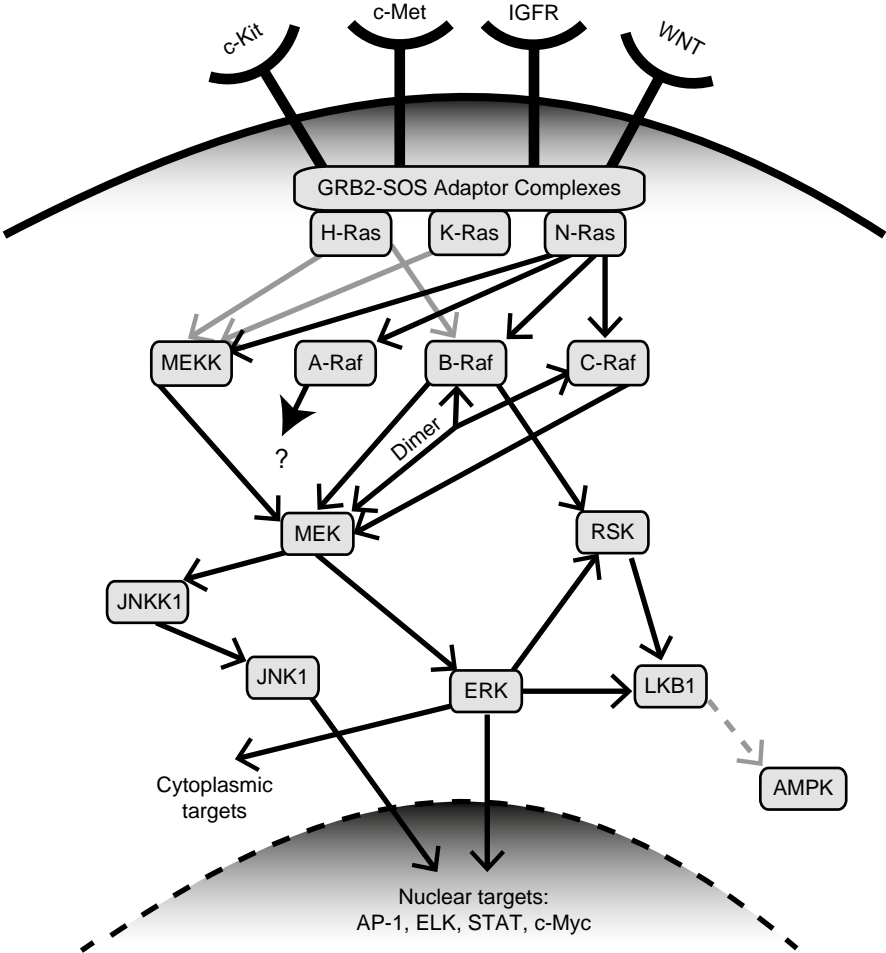 c-Kit
c-Met
IGFR
WNT
GRB2-SOS Adaptor Complexes
H-Ras
K-Ras
N-Ras
MEKK
A-Raf
B-Raf
C-Raf
Dimer
?
MEK
RSK
JNKK1
JNK1
ERK
LKB1
Cytoplasmic
targets
AMPK
Nuclear targets:
AP-1, ELK, STAT, c-Myc